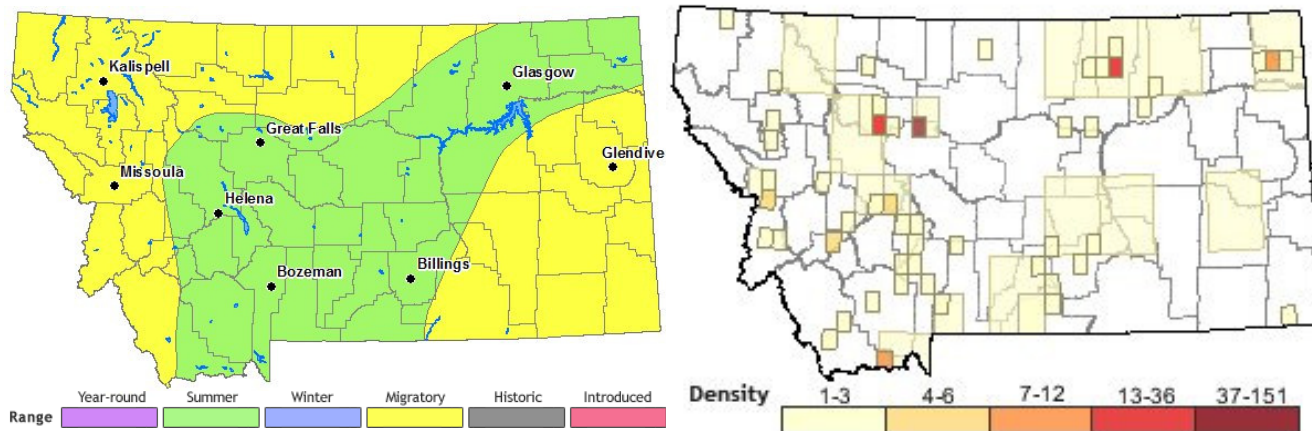 Kalispell
Glasgow
Great Falls
Glendive
Missoula
Helena
Bozeman
Billings
Range
Year-round
Summer
Winter
Migratory
Historic
Introduced
Density
1-3
4-6
7-12
13-36
37-151